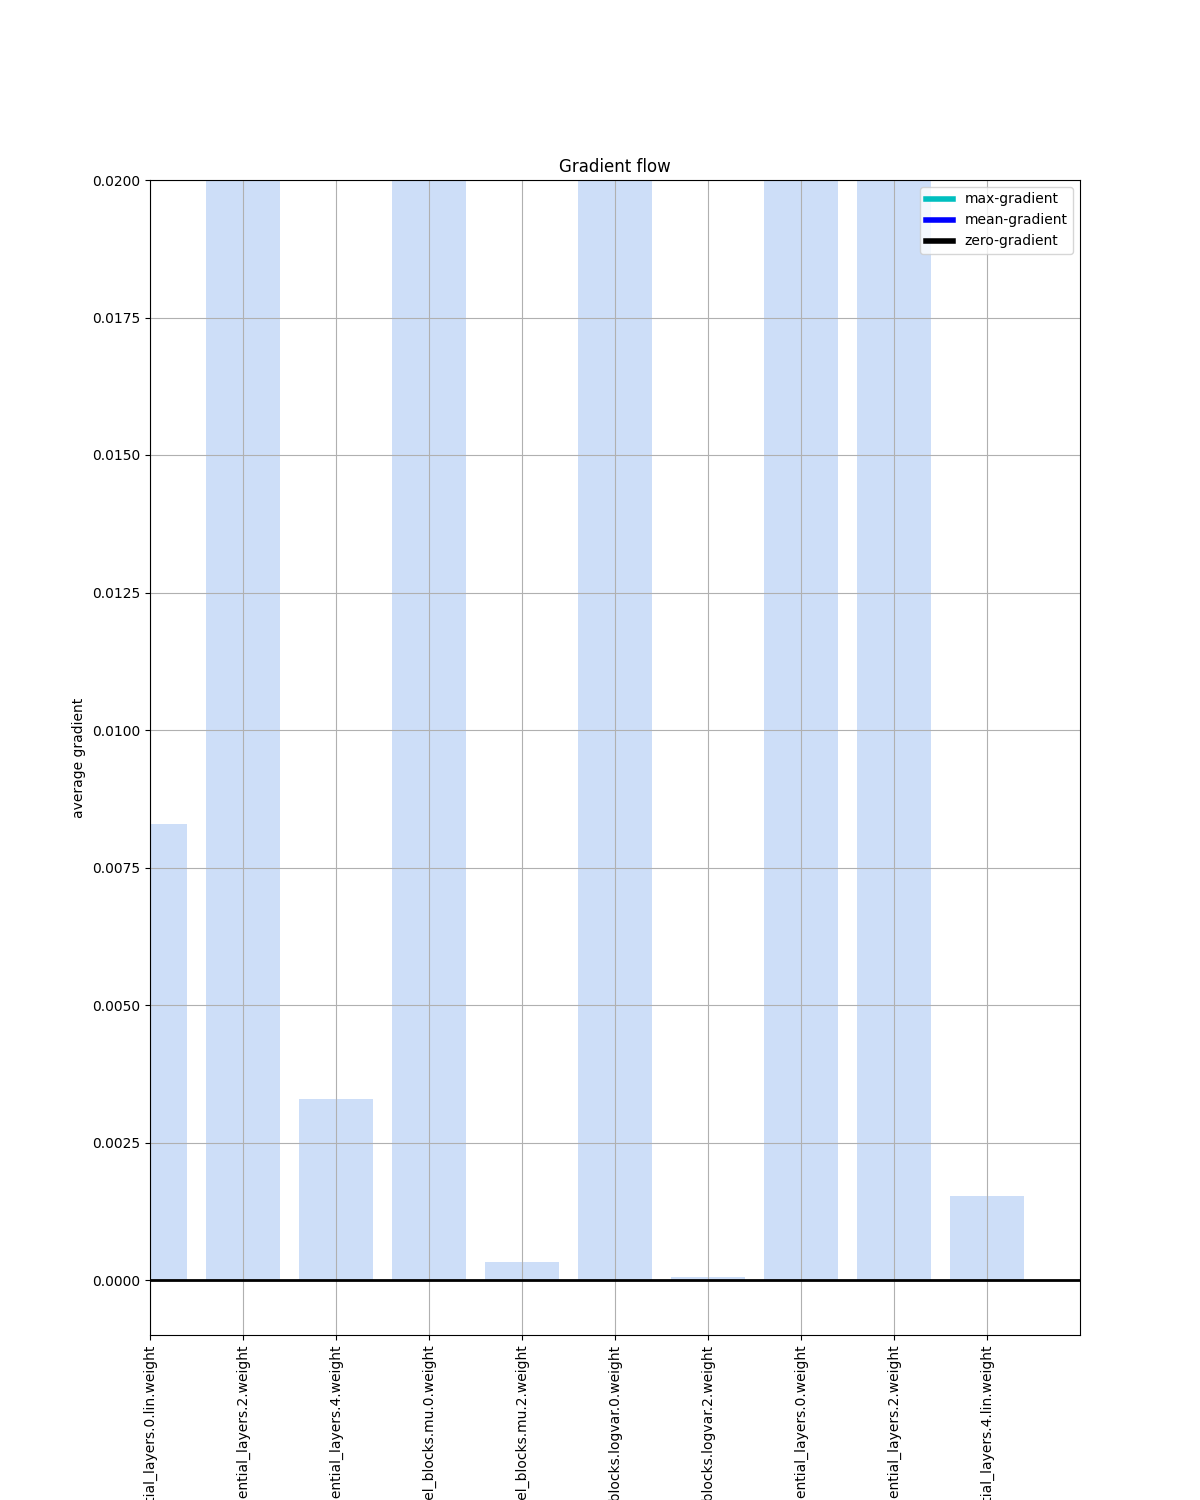 Gradient flow
max-gradient
mean-gradient
zero-gradient
0.0200
0.0175
0.0150
0.0125
0.0100
0.0075
0.0050
0.0025
0.0000
average gradient
tial_layers.0.lin.weight
ential_layers.2.weight
ential_layers.4.weight
el_blocks.mu.0.weight
el_blocks.mu.2.weight
blocks.logvar.0.weight
blocks.logvar.2.weight
ential_layers.0.weight
ential_layers.2.weight
tial_layers.4.lin.weight